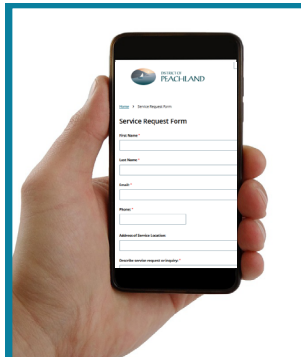 DISTRICT OF
PEACHLAND
Home > Service Request Form
Service Request Form
First Name *
Last Name *
Email *
Phone *
Address of Service Location
Describe service request or inquiry *